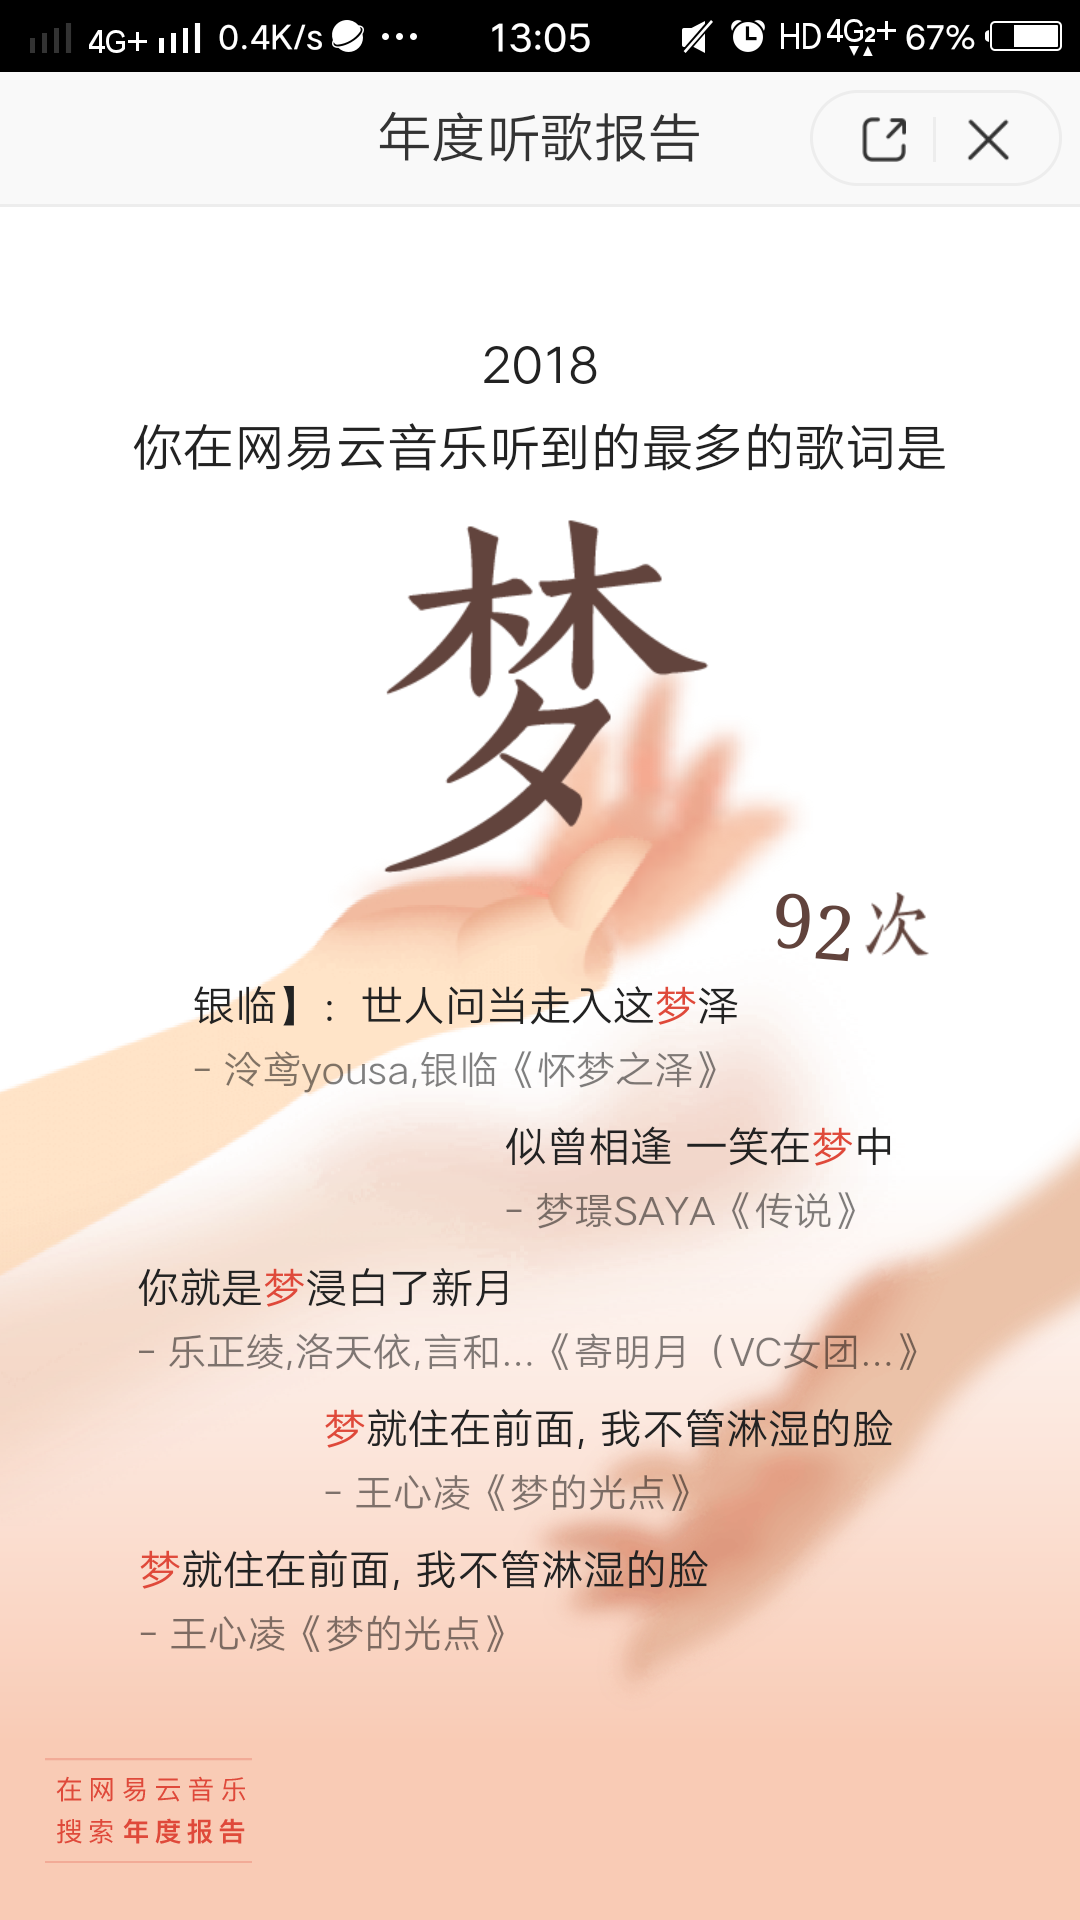 4G+ 0.4K/s ··· 13:05 HD 4G2+ 67%
年度听歌报告
2018
你在网易云音乐听到的最多的歌词是
梦
92次
银临】：世人问当走入这梦泽
- 泠鸢yousa,银临《怀梦之泽》
似曾相逢 一笑在梦中
- 梦璟SAYA《传说》
你就是梦浸白了新月
- 乐正绫,洛天依,言和...《寄明月（VC女团...》
梦就住在前面, 我不管淋湿的脸
- 王心凌《梦的光点》
梦就住在前面, 我不管淋湿的脸
- 王心凌《梦的光点》
在网易云音乐
搜索年度报告